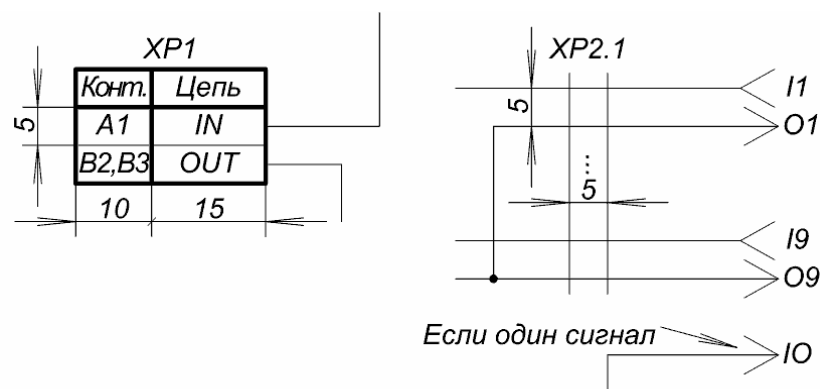 XP1
Конт. Цепь
A1 IN
B2,B3 OUT
5
10 15
XP2.1
I1
5
O1
...
5
I9
O9
Если один сигнал
IO